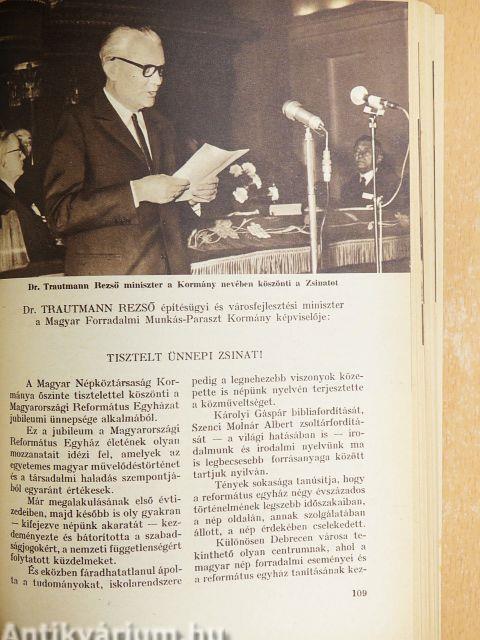 Dr. Trautmann Rezső miniszter a Kormány nevében köszönti a Zsinatot
Dr. TRAUTMANN REZSŐ építésügyi és városfejlesztési miniszter
a Magyar Forradalmi Munkás-Paraszt Kormány képviselője:
TISZTELT ÜNNEPI ZSINAT!
A Magyar Népköztársaság Kor-
mánya őszinte tisztelettel köszönti a
Magyarországi Református Egyházat
jubileumi ünnepsége alkalmából.
Ez a jubileum a Magyarországi
Református Egyház életének olyan
mozzanatait idézi fel, amelyek az
egyetemes magyar művelődéstörténet
és a társadalmi haladás szempontjá-
ból egyaránt értékesek.
Már megalakulásának első évti-
zedeiben, majd később is oly gyakran
— kifejezve népünk akaratát — kez-
deményezte és bátorította a szabad-
ságjogokért, a nemzeti függetlenségért
folytatott küzdelmeket.
És eközben fáradhatatlanul ápol-
ta a tudományokat, iskolarendszere
pedig a legnehezebb viszonyok köze-
pette is népünk nyelvén terjesztette
a közműveltséget.
Károlyi Gáspár bibliafordítását,
Szenci Molnár Albert zsoltárfordítá-
sát — a világi hatásában is — iro-
dalmunk és irodalmi nyelvünk ma
is legbecsesebb forrásanyaga között
tartjuk nyilván.
Tények sokasága tanúsítja, hogy
a református egyház négy évszázados
történelmének legszebb időszakaiban,
a nép oldalán, annak szolgálatában
állott, a nép érdekében cselekedett.
Különösen Debrecen városa te-
kinthető olyan centrumnak, ahol a
magyar nép forradalmi eseményei és
a református egyház tanításának kez-
109
Antikvárium.hu